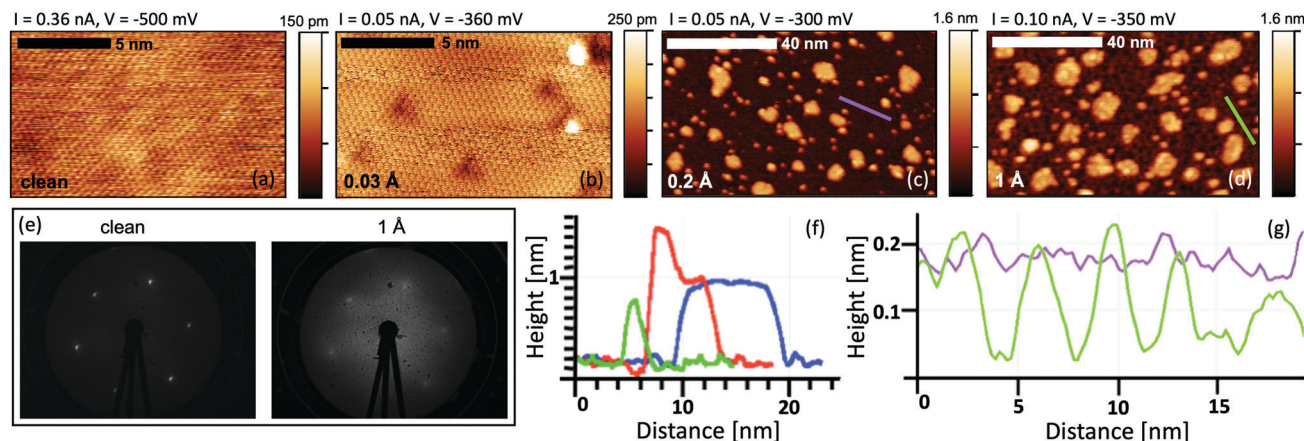 I = 0.36 nA, V = -500 mV
150 pm
I = 0.05 nA, V = -360 mV
250 pm
I = 0.05 nA, V = -300 mV
1.6 nm
I = 0.10 nA, V = -350 mV
1.6 nm
5 nm
5 nm
40 nm
40 nm
clean
(a)
0.03 Å
(b)
0.2 Å
(c)
1 Å
(d)
(e)
clean
1 Å
(f)
Height [nm]
1
0
10
20
Distance [nm]
(g)
Height [nm]
0.2
0.1
0
5
10
15
Distance [nm]